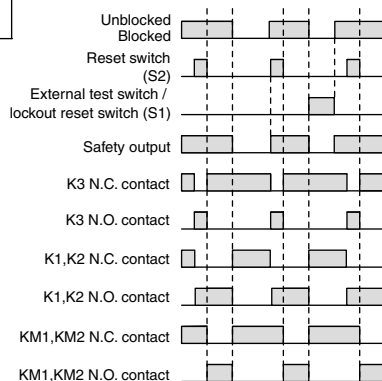 Unblocked
Blocked
Reset switch
(S2)
External test switch /
lockout reset switch (S1)
Safety output
K3 N.C. contact
K3 N.O. contact
K1,K2 N.C. contact
K1,K2 N.O. contact
KM1,KM2 N.C. contact
KM1,KM2 N.O. contact